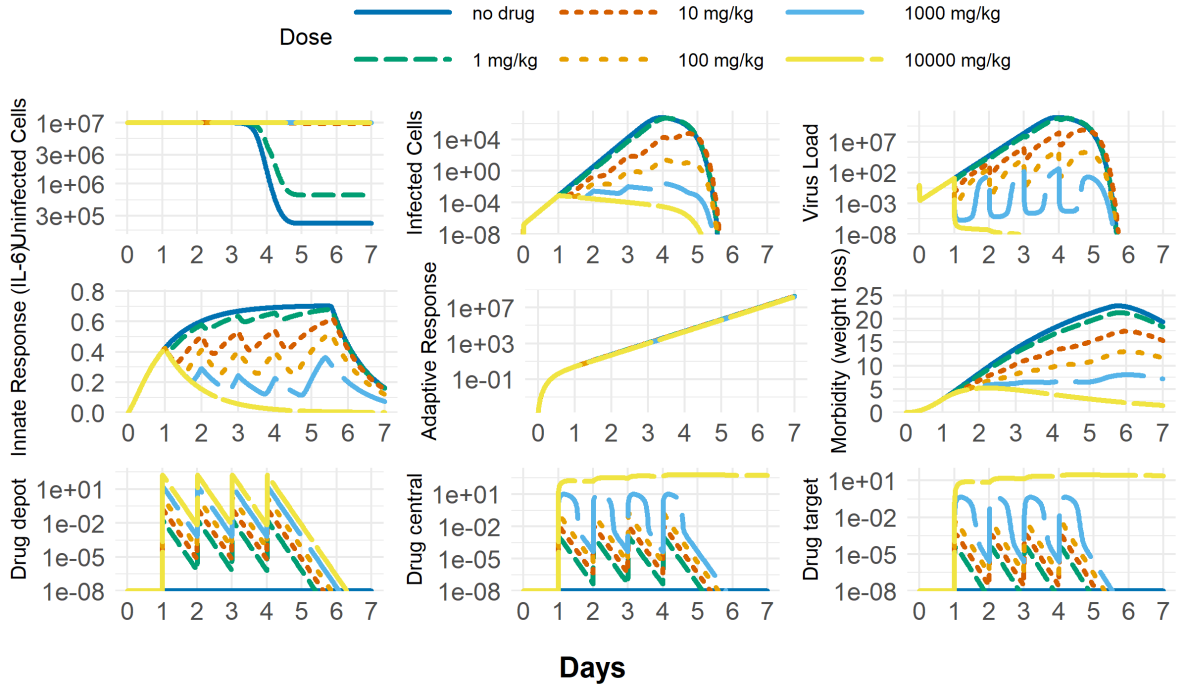 Dose
no drug
10 mg/kg
1000 mg/kg
1 mg/kg
100 mg/kg
10000 mg/kg
Uninfected Cells
1e+07
3e+06
1e+06
3e+05
0 1 2 3 4 5 6 7
Infected Cells
1e+04
1e+00
1e-04
1e-08
0 1 2 3 4 5 6 7
Virus Load
1e+07
1e+02
1e-03
1e-08
0 1 2 3 4 5 6 7
Innate Response (IL-6)
0.8
0.6
0.4
0.2
0.0
0 1 2 3 4 5 6 7
Adaptive Response
1e+07
1e+03
1e-01
0 1 2 3 4 5 6 7
Morbidity (weight loss)
25
20
15
10
5
0
0 1 2 3 4 5 6 7
Drug depot
1e+01
1e-02
1e-05
1e-08
0 1 2 3 4 5 6 7
Drug central
1e+01
1e-02
1e-05
1e-08
0 1 2 3 4 5 6 7
Drug target
1e+01
1e-02
1e-05
1e-08
0 1 2 3 4 5 6 7
Days